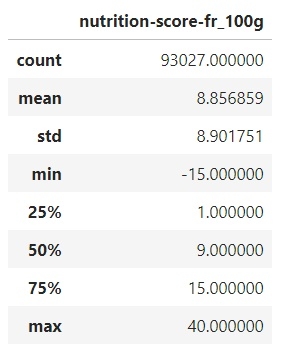 nutrition-score-fr_100g
count 93027.000000
mean 8.856859
std 8.901751
min -15.000000
25% 1.000000
50% 9.000000
75% 15.000000
max 40.000000